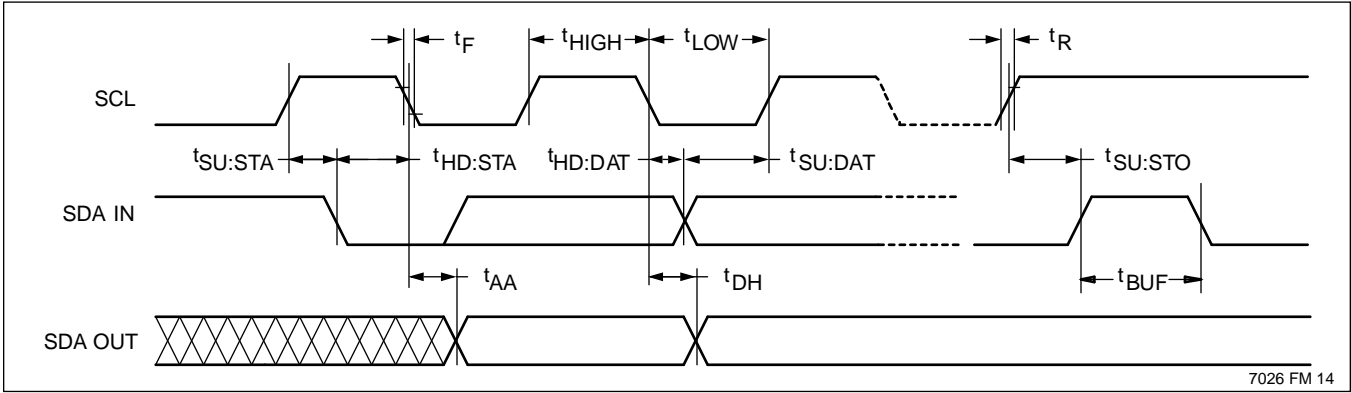 tF
tHIGH
tLOW
tR
SCL
tSU:STA
tHD:STA
tHD:DAT
tSU:DAT
tSU:STO
SDA IN
tAA
tDH
tBUF
SDA OUT
7026 FM 14